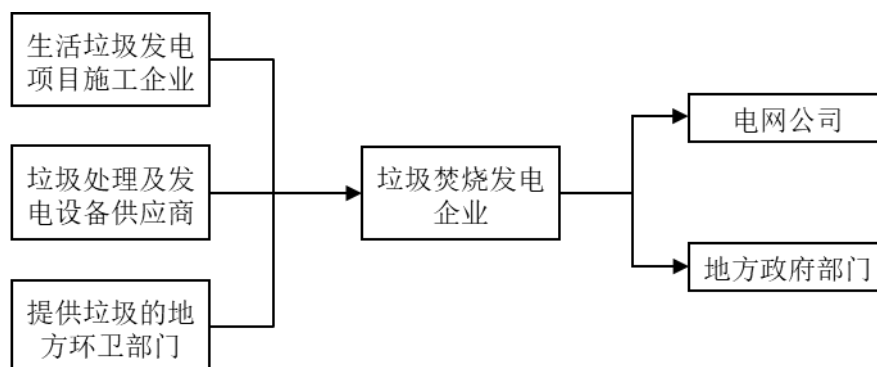 生活垃圾发电
项目施工企业
垃圾处理及发
电设备供应商
提供垃圾的地
方环卫部门
垃圾焚烧发电
企业
电网公司
地方政府部门